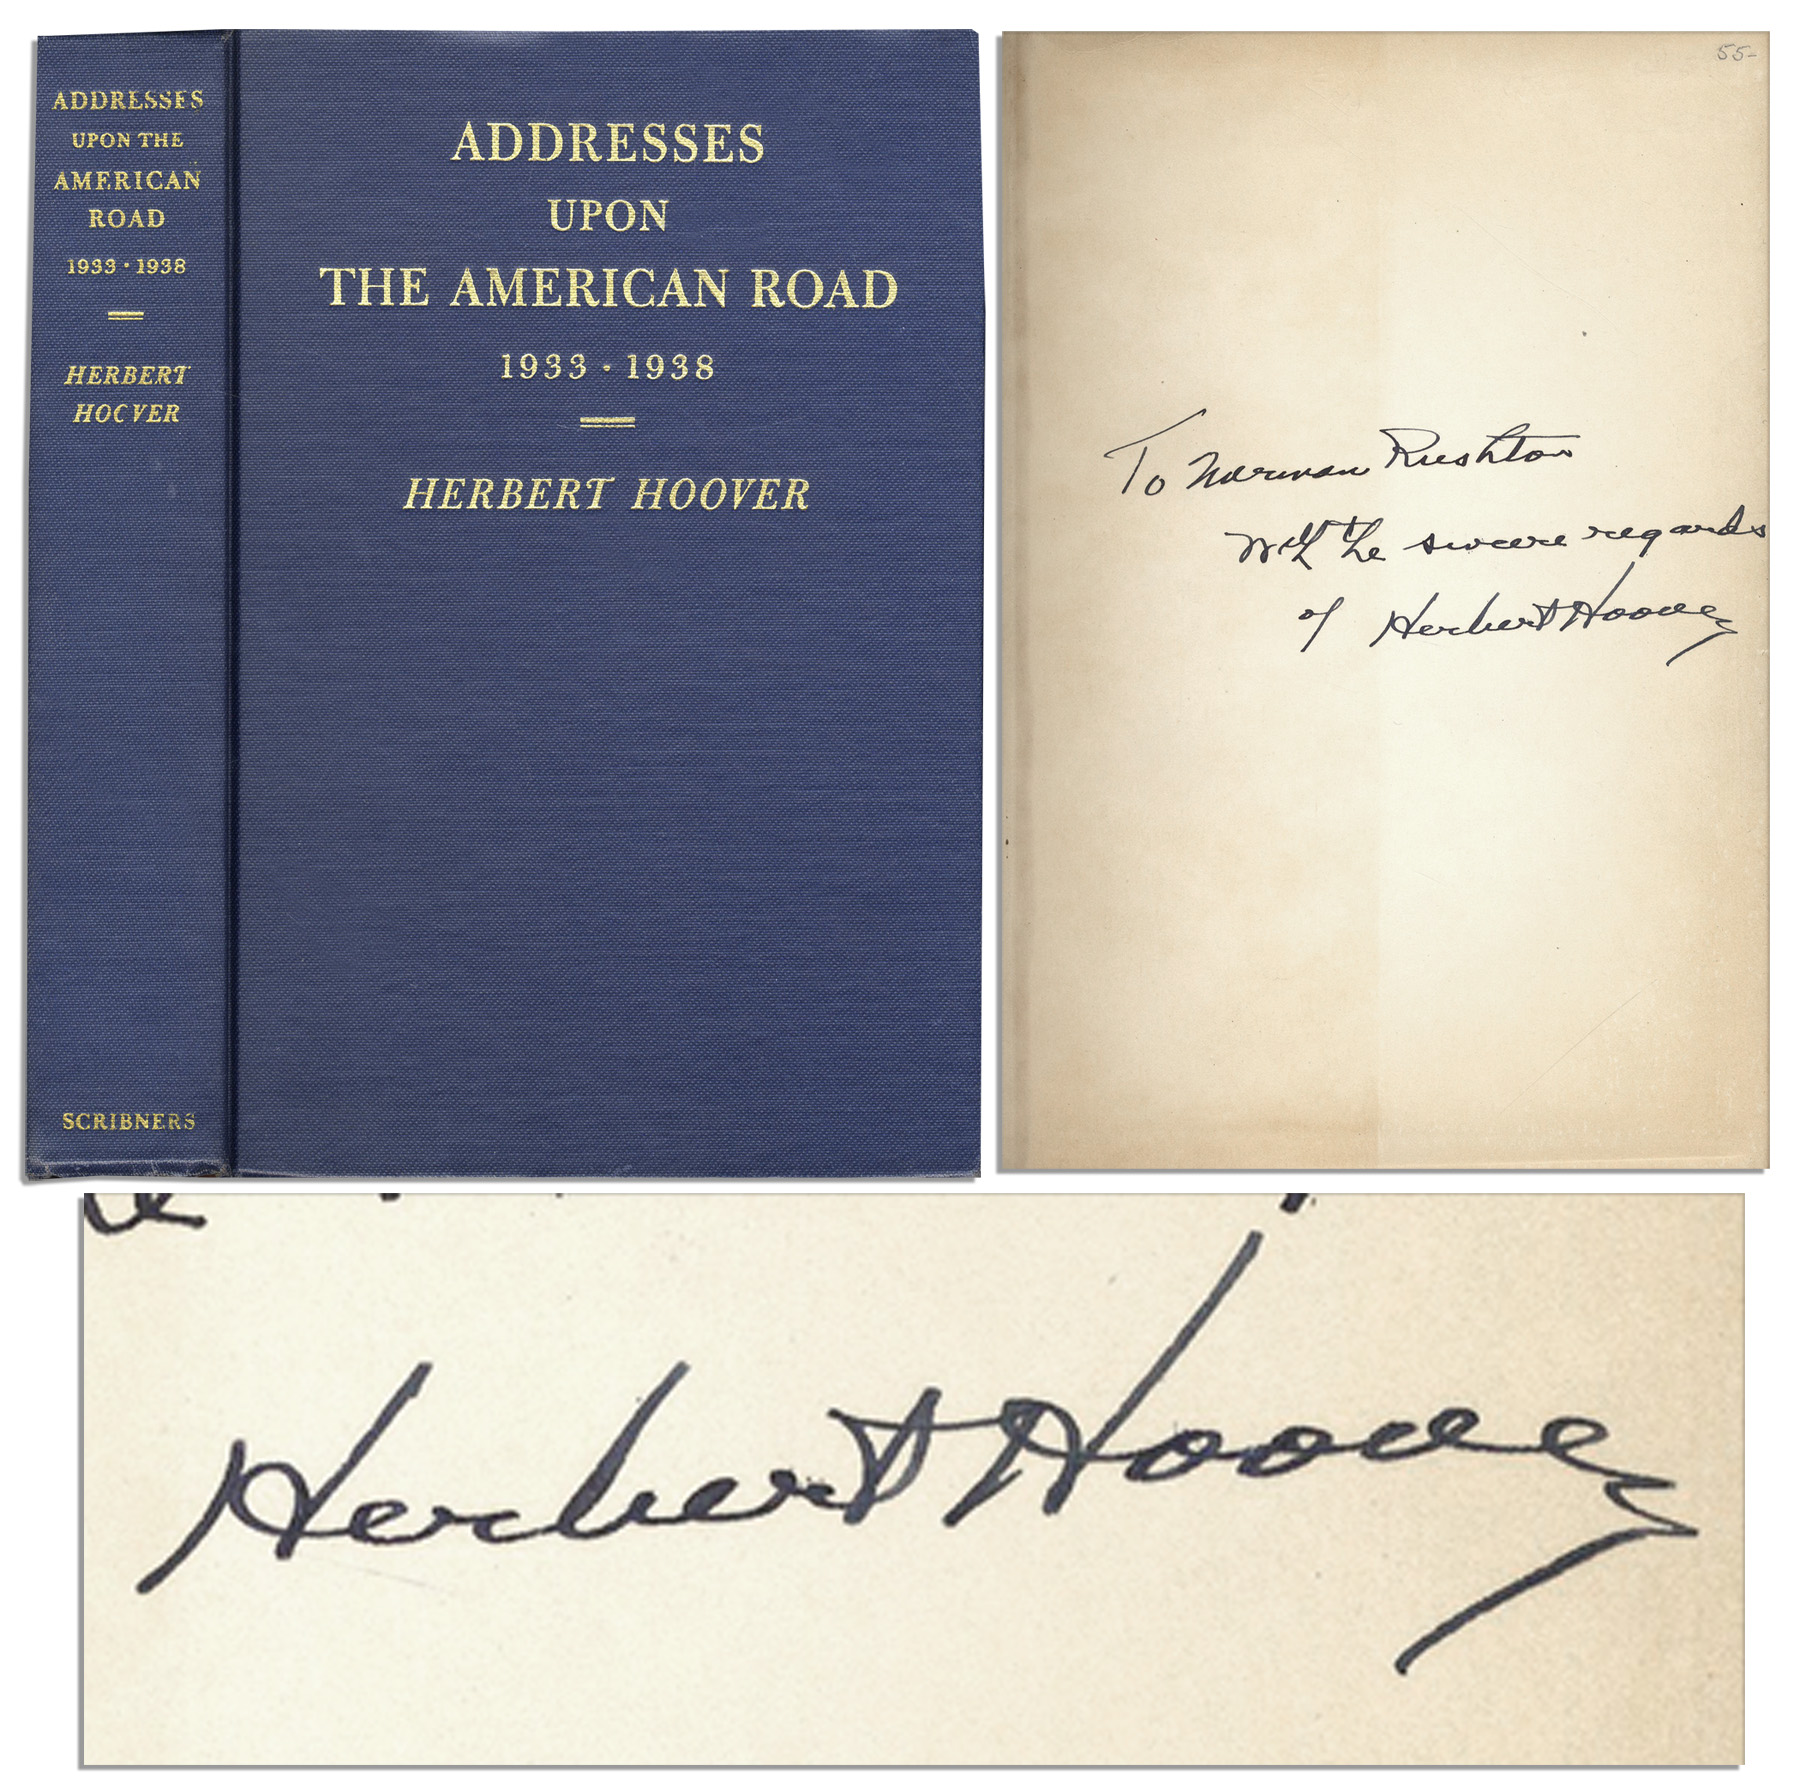 ADDRESSES
UPON THE
AMERICAN
ROAD
1933 · 1938
HERBERT
HOOVER
SCRIBNERS
ADDRESSES
UPON
THE AMERICAN ROAD
1933 · 1938
HERBERT HOOVER
55-
To Norman Rushton
With the sincere regards
of Herbert Hoover
Herbert Hoover